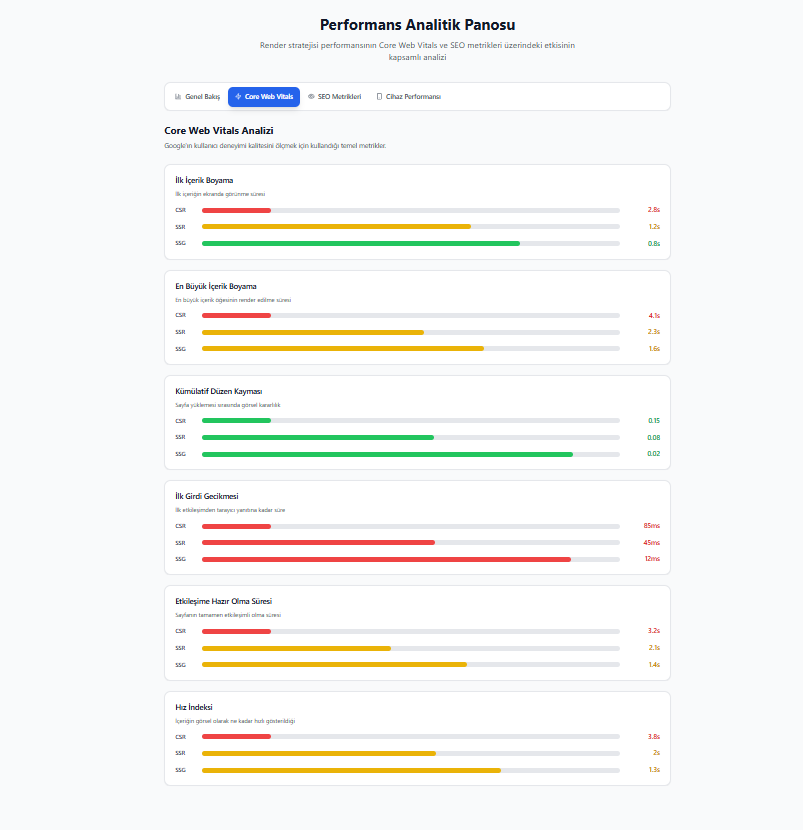 Performans Analitik Panosu
Render stratejisi performansının Core Web Vitals ve SEO metrikleri üzerindeki etkisinin
kapsamlı analizi
Genel Bakış
Core Web Vitals
SEO Metrikleri
Cihaz Performansı
Core Web Vitals Analizi
Google'ın kullanıcı deneyimi kalitesini ölçmek için kullandığı temel metrikler.
İlk İçerik Boyama
İlk içeriğin ekranda görünme süresi
CSR 2.8s
SSR 1.2s
SSG 0.8s
En Büyük İçerik Boyama
En büyük içerik öğesinin render edilme süresi
CSR 4.1s
SSR 2.3s
SSG 1.6s
Kümülatif Düzen Kayması
Sayfa yüklemesi sırasında görsel kararlılık
CSR 0.15
SSR 0.08
SSG 0.02
İlk Girdi Gecikmesi
İlk etkileşimden tarayıcı yanıtına kadar süre
CSR 85ms
SSR 45ms
SSG 12ms
Etkileşime Hazır Olma Süresi
Sayfanın tamamen etkileşimli olma süresi
CSR 3.2s
SSR 2.1s
SSG 1.4s
Hız İndeksi
İçeriğin görsel olarak ne kadar hızlı gösterildiği
CSR 3.8s
SSR 2s
SSG 1.3s